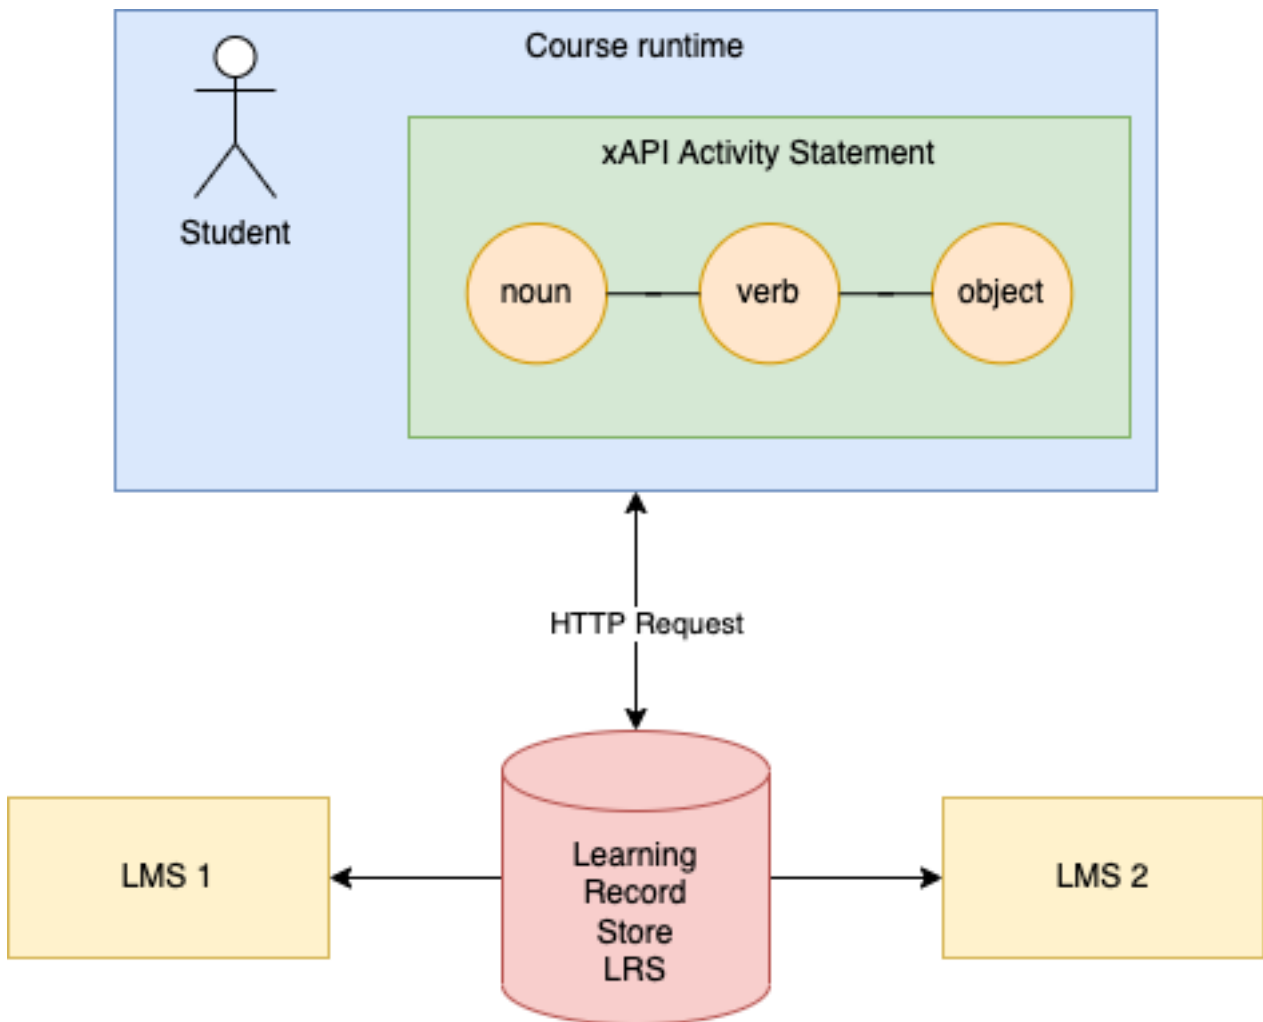 Course runtime
xAPI Activity Statement
Student
noun
verb
object
HTTP Request
LMS 1
Learning
Record
Store
LRS
LMS 2